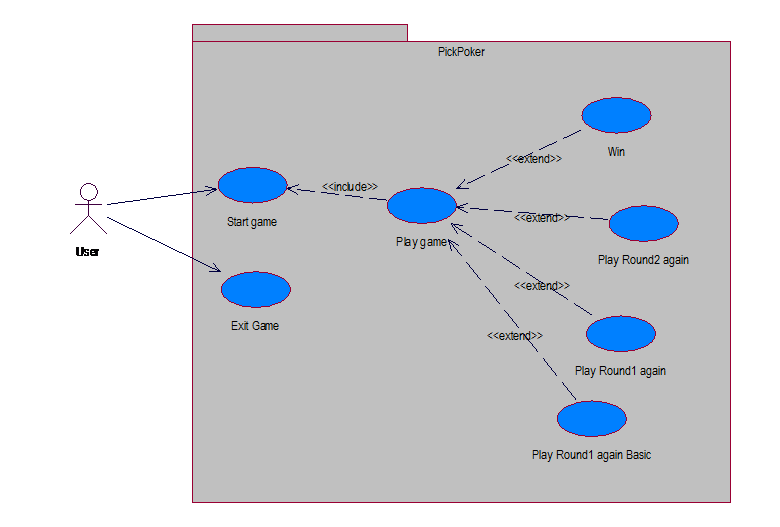 PickPoker
<<extend>>
Win
<<include>>
Start game
Play game
<<extend>>
User
Play Round2 again
<<extend>>
Exit Game
<<extend>>
Play Round1 again
Play Round1 again Basic